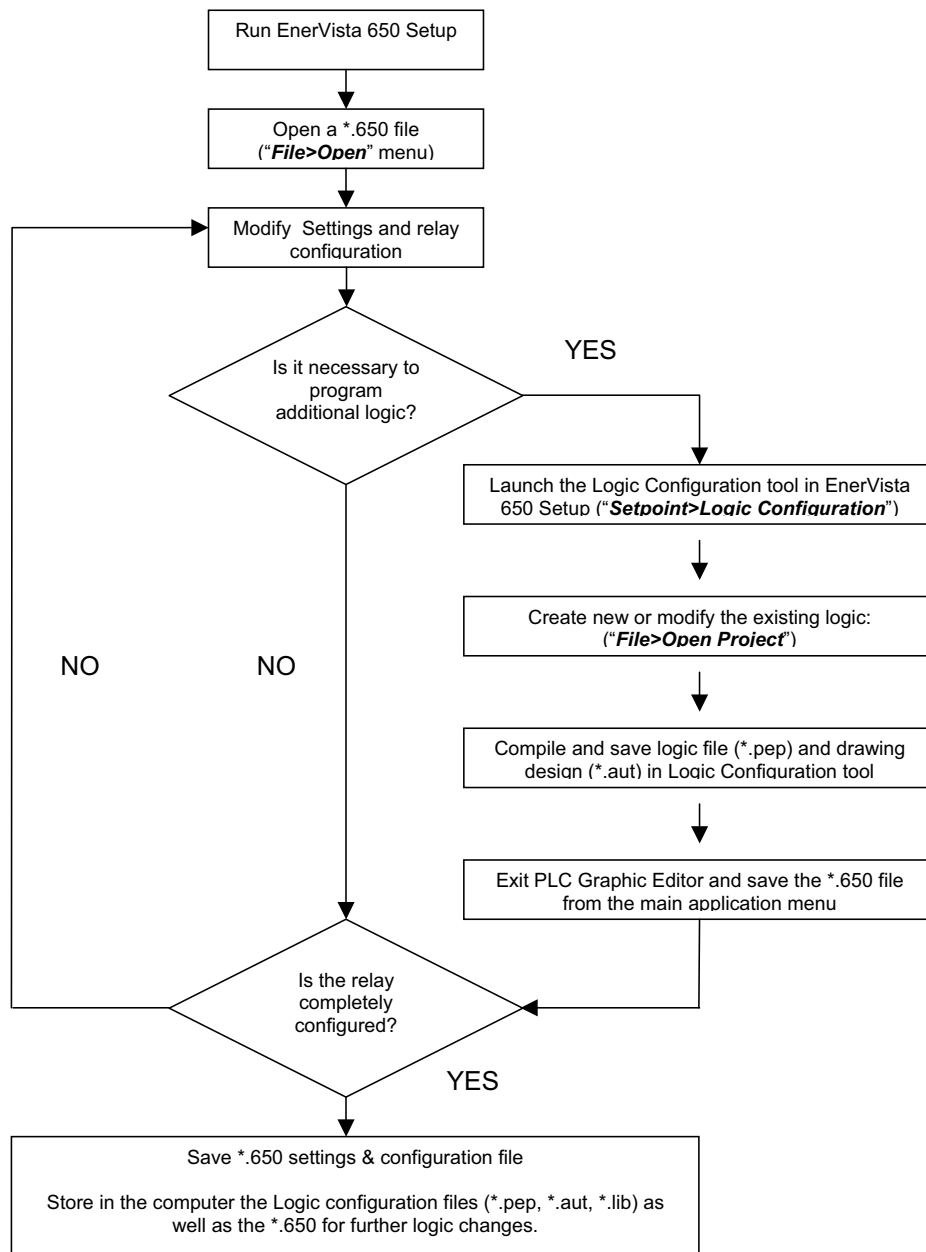 Run EnerVista 650 Setup
Open a *.650 file
(“File>Open” menu)
Modify  Settings and relay
configuration
Is it necessary to
program
additional logic?
YES
Launch the Logic Configuration tool in EnerVista
650 Setup (“Setpoint>Logic Configuration”)
Create new or modify the existing logic:
(“File>Open Project”)
NO
NO
Compile and save logic file (*.pep) and drawing
design (*.aut) in Logic Configuration tool
Exit PLC Graphic Editor and save the *.650 file
from the main application menu
Is the relay
completely
configured?
YES
Save *.650 settings & configuration file
Store in the computer the Logic configuration files (*.pep, *.aut, *.lib) as
well as the *.650 for further logic changes.